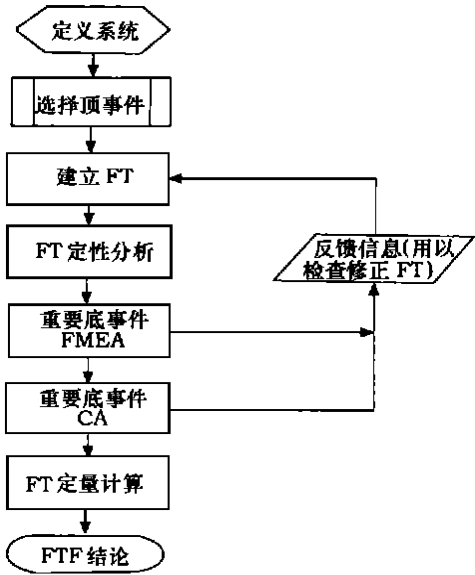 定义系统
选择顶事件
建立 FT
FT 定性分析
反馈信息(用以
检查修正 FT)
重要底事件
FMEA
重要底事件
CA
FT 定量计算
FTF 结论